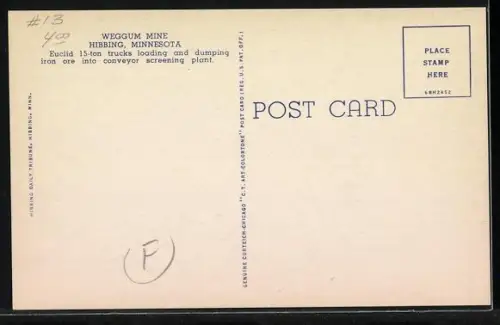 #13
4.00
WEGGUM MINE
HIBBING, MINNESOTA
Euclid 15-ton trucks loading and dumping
iron ore into conveyor screening plant.
HIBBING DAILY TRIBUNE, HIBBING, MINN.
GENUINE CURTEICH-CHICAGO "C.T. ART-COLORTONE" POST CARD (REG. U.S. PAT. OFF.)
POST CARD
PLACE
STAMP
HERE
F